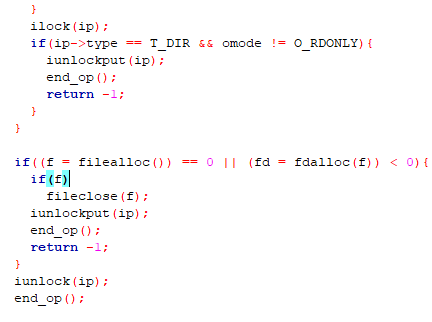 }
ilock(ip);
if(ip->type == T_DIR && omode != O_RDONLY){
iunlockput(ip);
end_op();
return -1;
}
}
if((f = filealloc()) == 0 || (fd = fdalloc(f)) < 0){
if(f)
fileclose(f);
iunlockput(ip);
end_op();
return -1;
}
iunlock(ip);
end_op();